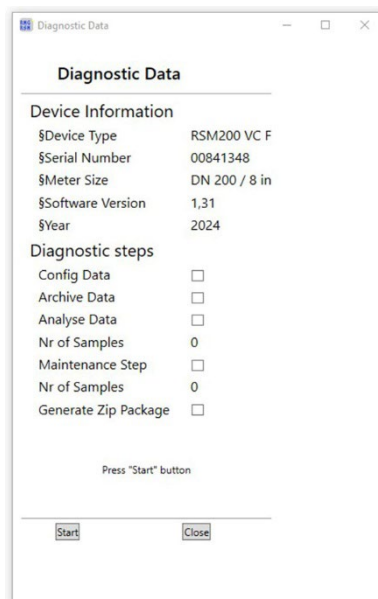 Diagnostic Data
Diagnostic Data
Device Information
§Device Type RSM200 VC F
§Serial Number 00841348
§Meter Size DN 200 / 8 in
§Software Version 1,31
§Year 2024
Diagnostic steps
Config Data
Archive Data
Analyse Data
Nr of Samples 0
Maintenance Step
Nr of Samples 0
Generate Zip Package
Press "Start" button
Start Close